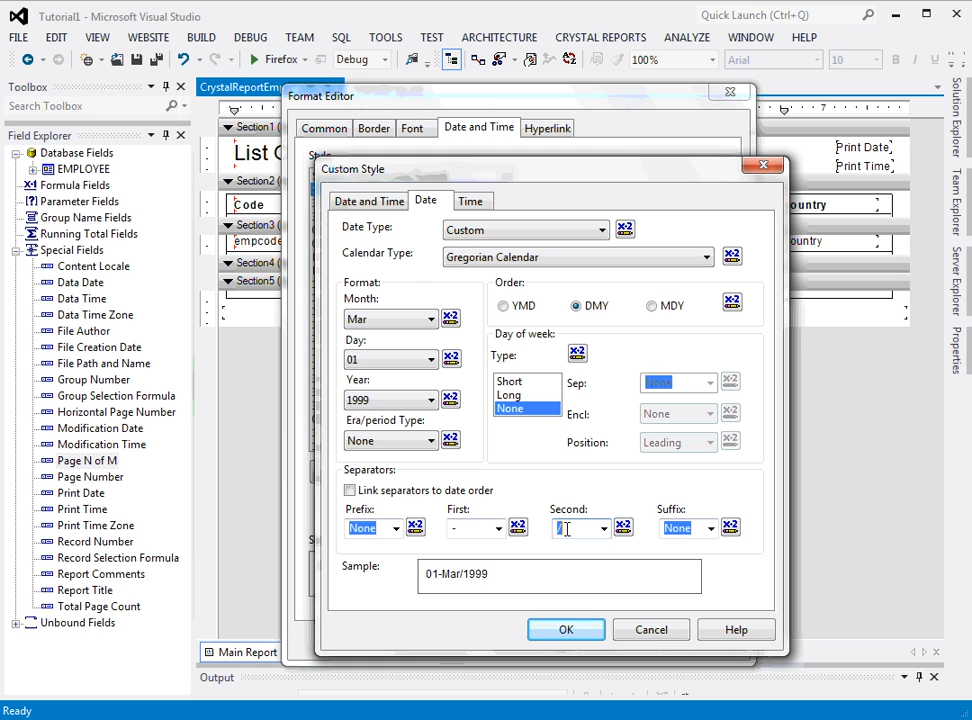 Tutorial1 - Microsoft Visual Studio
Quick Launch (Ctrl+Q)
FILE EDIT VIEW WEBSITE BUILD DEBUG TEAM SQL TOOLS TEST ARCHITECTURE CRYSTAL REPORTS ANALYZE WINDOW HELP
Firefox Debug 100% Arial 10 B I U
Toolbox
Search Toolbox
Field Explorer
Database Fields
EMPLOYEE
Formula Fields
Parameter Fields
Group Name Fields
Running Total Fields
Special Fields
Content Locale
Data Date
Data Time
Data Time Zone
File Author
File Creation Date
File Path and Name
Group Number
Group Selection Formula
Horizontal Page Number
Modification Date
Modification Time
Page N of M
Page Number
Print Date
Print Time
Print Time Zone
Record Number
Record Selection Formula
Report Comments
Report Title
Total Page Count
Unbound Fields
CrystalReportEm
Section1 (
List
Print Date
Print Time
Section2 (
Code
ountry
Section3 (
empcode
ountry
Section4 (
Section5 (
7
Main Report
Output
Format Editor
Common Border Font Date and Time Hyperlink
Custom Style
Date and Time Date Time
Date Type: Custom
Calendar Type: Gregorian Calendar
Format:
Month:
Mar
Day:
01
Year:
1999
Era/period Type:
None
Order:
YMD DMY MDY
Day of week:
Type:
Short
Long
None
Sep: None
Encl: None
Position: Leading
Separators:
Link separators to date order
Prefix: First: Second: Suffix:
None - / None
Sample: 01-Mar/1999
OK Cancel Help
Solution Explorer
Team Explorer
Server Explorer
Properties
Ready